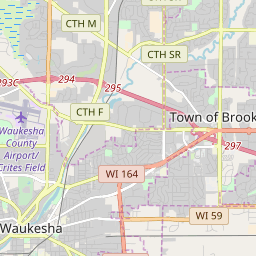 CTH M
CTH SR
293C
294
295
CTH F
Town of Brook
297
Waukesha
County
Airport/
Crites Field
WI 164
WI 59
Waukesha